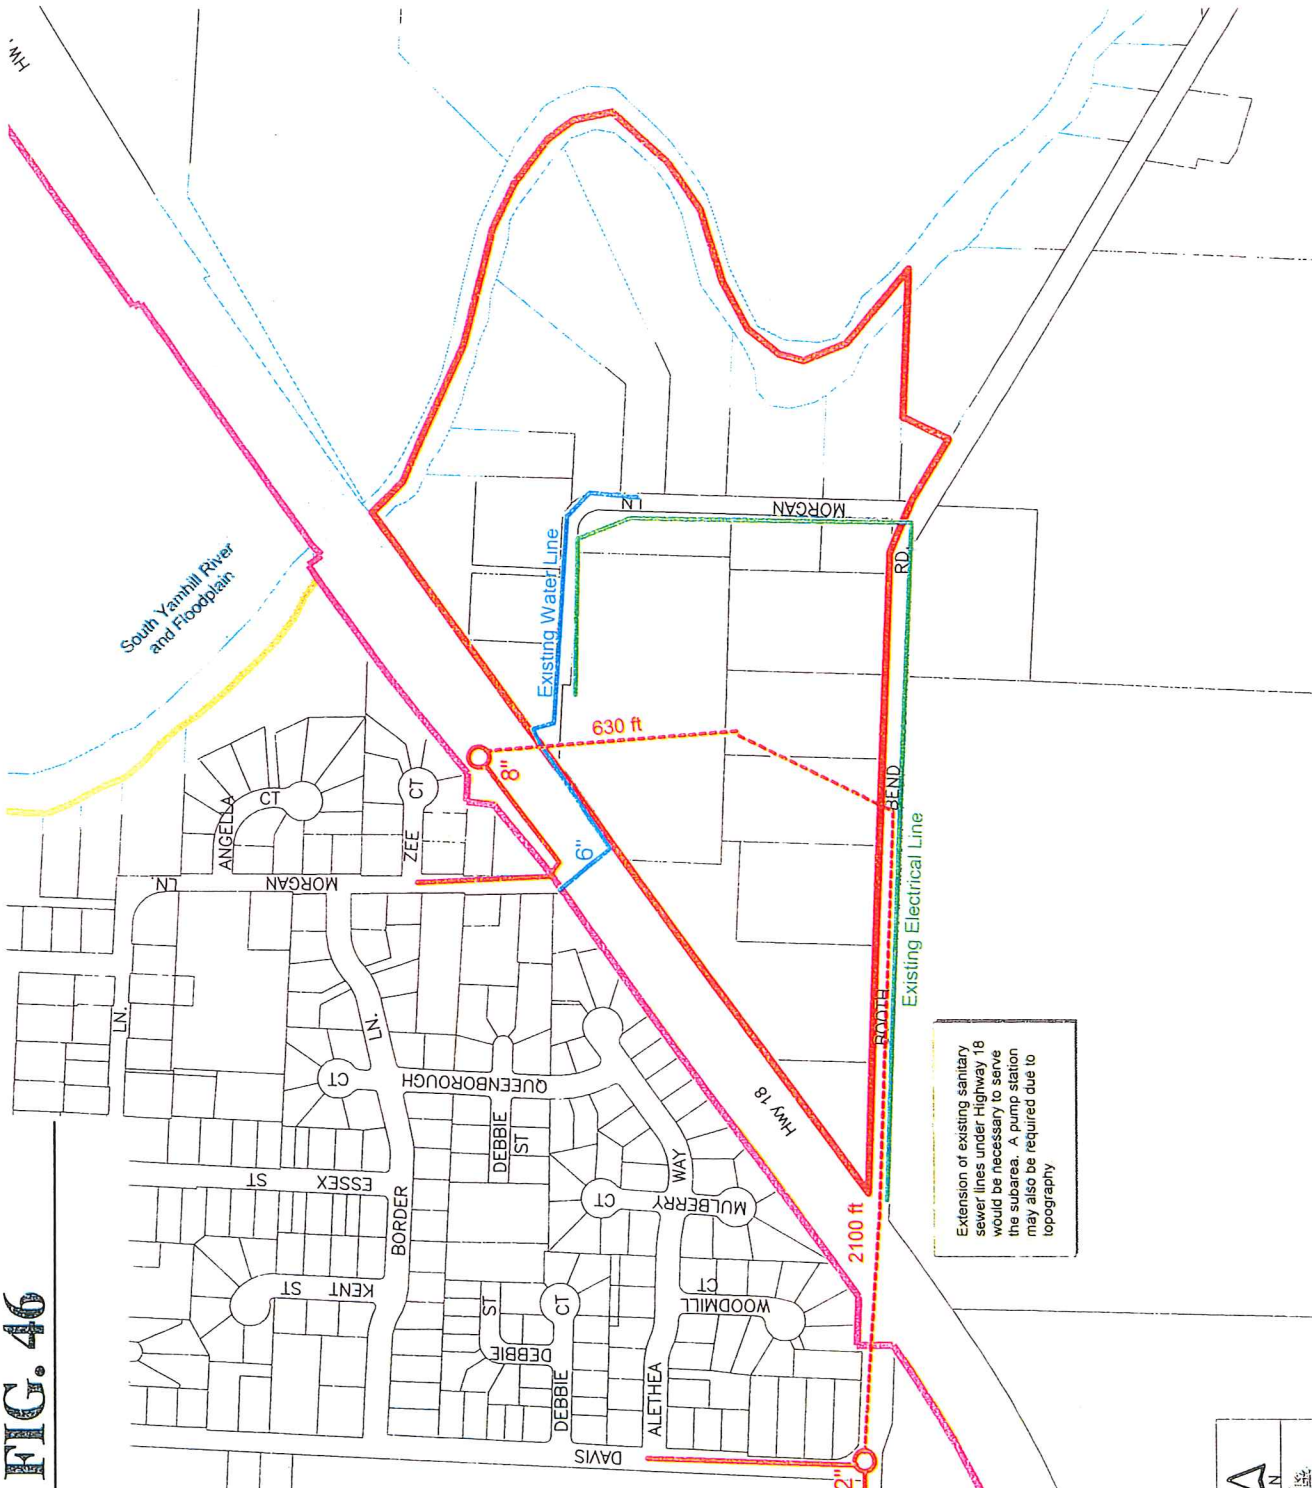 FIG. 46
HW.
South Yamhill River
and Floodplain
ANGELLA
CT
ZEE CT
MORGAN LN.
LN.
LN.
CT
QUEENBOROUGH
DEBBIE
ST
ESSEX ST
BORDER
KENT ST
CT
MULBERRY
WAY
ST
DEBBIE
DEBBIE CT
ALETHEA
WOODMILL
CT
DAVIS
Hwy 18
8"
6"
630 ft
2100 ft
2"
Existing Water Line
MORGAN LN
BOOTH BEND RD.
Existing Electrical Line
Extension of existing sanitary
sewer lines under Highway 18
would be necessary to serve
the subarea. A pump station
may also be required due to
topography
N